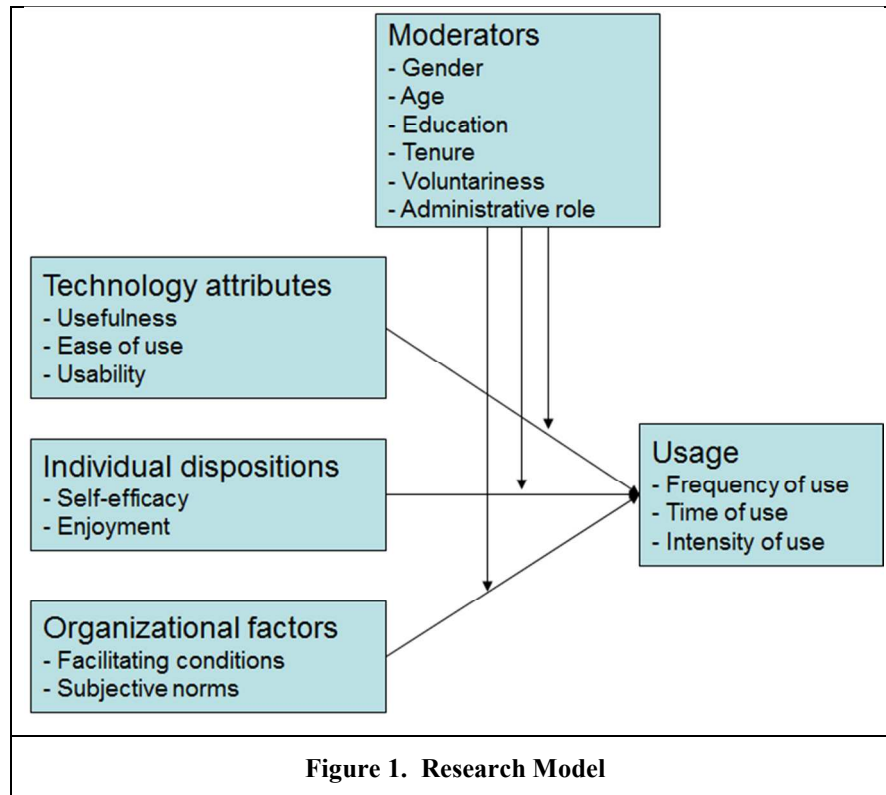 Moderators
- Gender
- Age
- Education
- Tenure
- Voluntariness
- Administrative role
Technology attributes
- Usefulness
- Ease of use
- Usability
Individual dispositions
- Self-efficacy
- Enjoyment
Usage
- Frequency of use
- Time of use
- Intensity of use
Organizational factors
- Facilitating conditions
- Subjective norms
Figure 1. Research Model